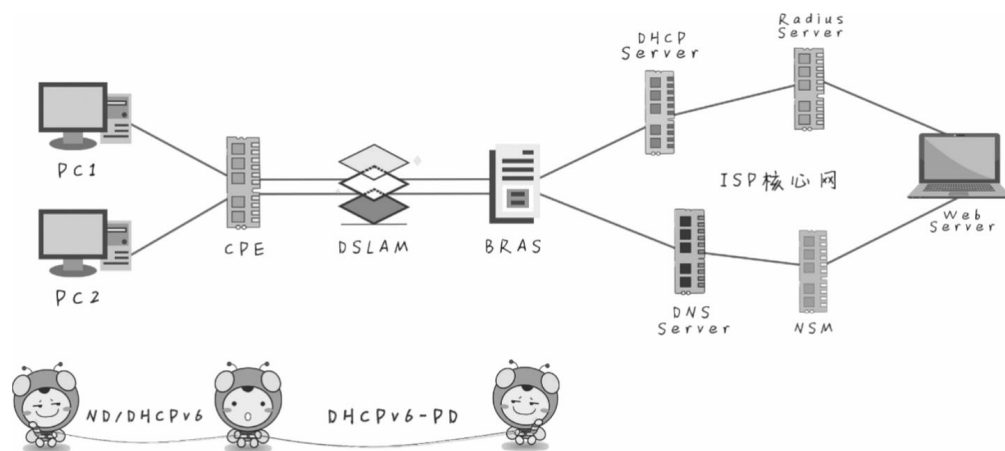 Radius
Server
DHCP
Server
PC1
CPE
DSLAM
BRAS
ISP核心网
Web
Server
PC2
DNS
Server
NSM
ND/DHCPv6
DHCPv6-PD